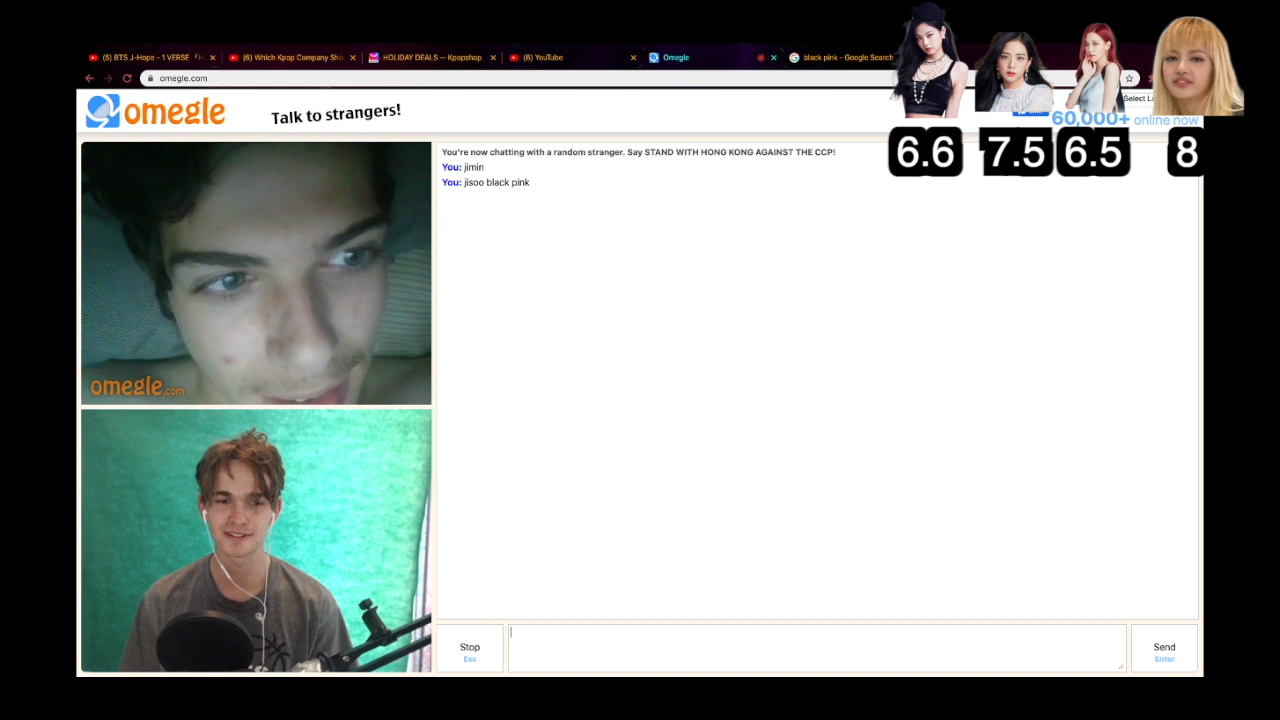 (5) BTS J-Hope - 1 VERSE
(6) Which Kpop Company Sho
HOLIDAY DEALS — Kpopshop
(6) YouTube
Omegle
black pink - Google Search
omegle.com
omegle
Talk to strangers!
Select La
60,000+ online now
6.6
7.5
6.5
8
You're now chatting with a random stranger. Say STAND WITH HONG KONG AGAINST THE CCP!
You: jimin
You: jisoo black pink
omegle.com
Stop
Esc
Send
Enter